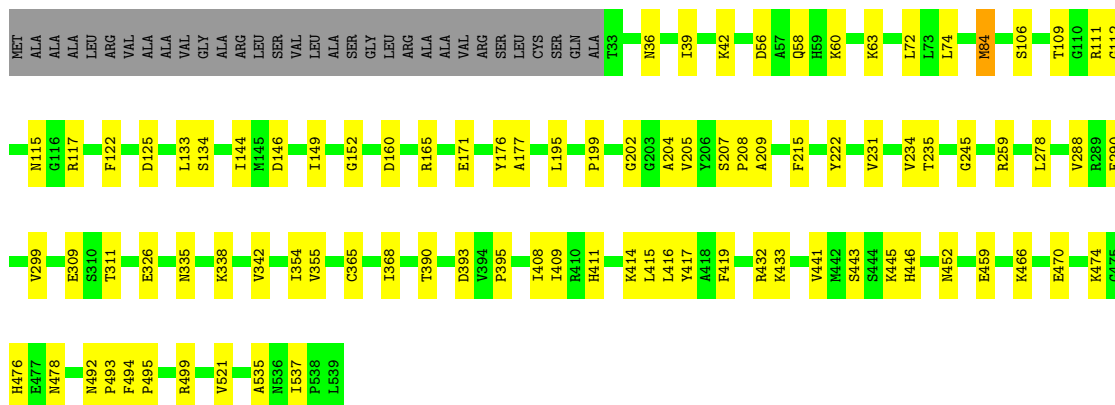 MET ALA ALA ALA LEU ARG VAL ALA ALA VAL GLY ALA ARG LEU SER VAL LEU ALA SER GLY LEU ARG ALA ALA VAL ARG SER LEU CYS SER GLN ALA T33 N36 I39 K42 D56 A57 Q58 H59 K60 K63 L72 L73 L74 M84 S106 T109 G110 R111
N115 G116 R117 F122 D125 L133 S134 I144 M145 D146 I149 G152 D160 R165 E171 Y176 A177 L195 P199 G202 G203 A204 V205 Y206 S207 P208 A209 F215 Y222 V231 V234 T235 G245 R259 L278 V288 R289
V299 E309 S310 T311 E326 N335 K338 V342 I354 V355 C365 I368 T390 D393 V394 P395 I408 I409 R410 H411 K414 L415 L416 Y417 A418 F419 R432 K433 V441 M442 S443 S444 K445 H446 N452 E459 K466 E470 K474
H476 E477 N478 N492 P493 F494 P495 R499 V521 A535 N536 I537 P538 L539